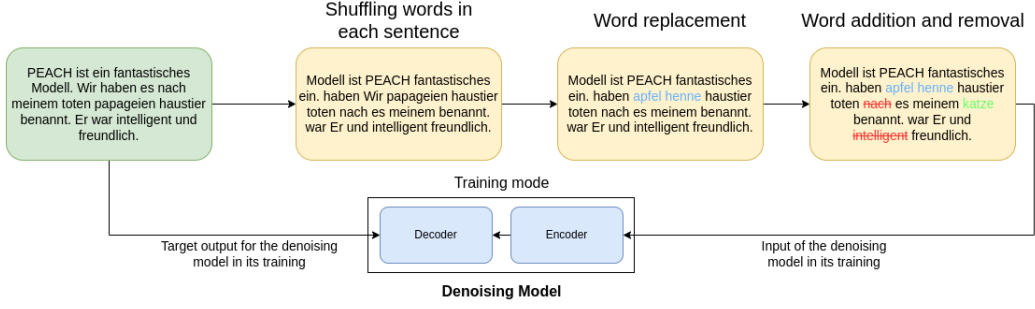 Shuffling words in
each sentence
Word replacement
Word addition and removal
PEACH ist ein fantastisches
Modell. Wir haben es nach
meinem toten papageien haustier
benannt. Er war intelligent und
freundlich.
Modell ist PEACH fantastisches
ein. haben Wir papageien haustier
toten nach es meinem benannt.
war Er und intelligent freundlich.
Modell ist PEACH fantastisches
ein. haben apfel henne haustier
toten nach es meinem benannt.
war Er und intelligent freundlich.
Modell ist PEACH fantastisches
ein. haben apfel henne haustier
toten nach es meinem katze
benannt. war Er und
intelligent freundlich.
Training mode
Decoder
Encoder
Target output for the denoising
model in its training
Input of the denoising
model in its training
Denoising Model